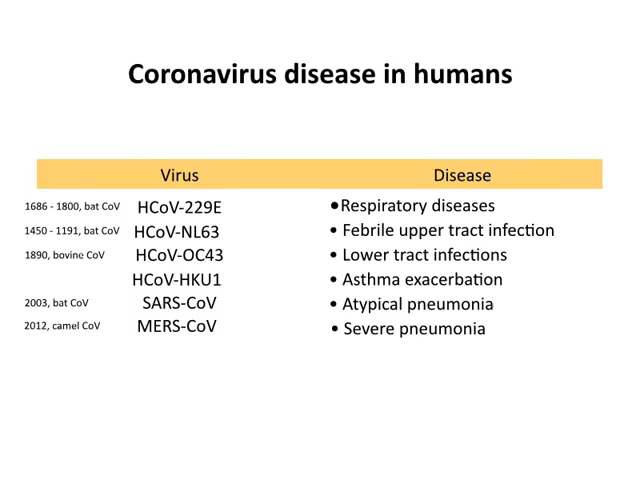 Coronavirus disease in humans
Virus Disease
1686 - 1800, bat CoV HCoV-229E •Respiratory diseases
1450 - 1191, bat CoV HCoV-NL63 • Febrile upper tract infection
1890, bovine CoV HCoV-OC43 • Lower tract infections
HCoV-HKU1 • Asthma exacerbation
2003, bat CoV SARS-CoV • Atypical pneumonia
2012, camel CoV MERS-CoV • Severe pneumonia